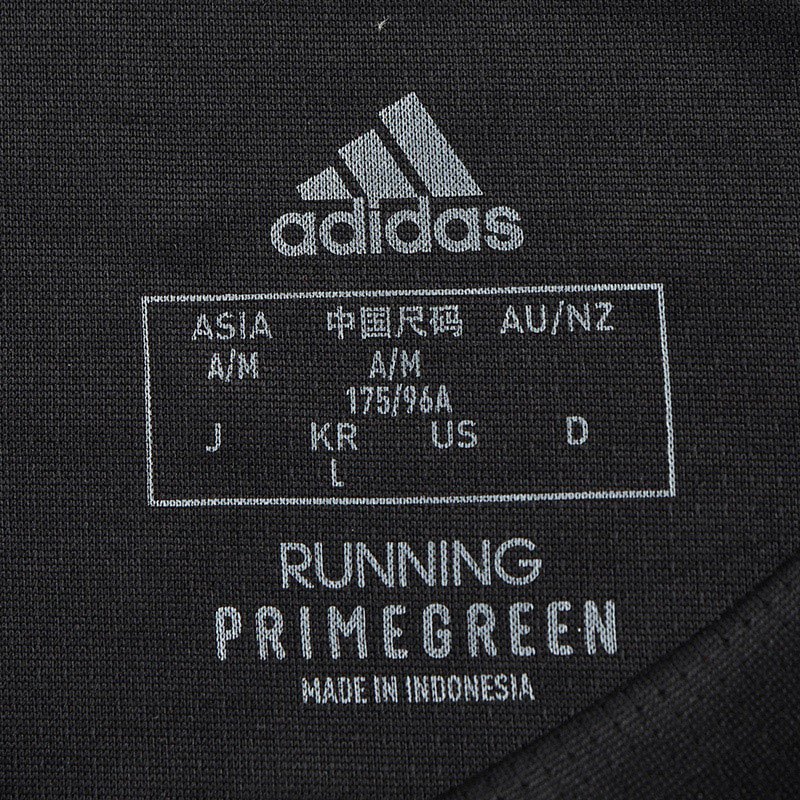 adidas
ASIA 中国尺码 AU/NZ
A/M A/M
175/96A
J KR US D
L
RUNNING
PRIMEGREEN
MADE IN INDONESIA